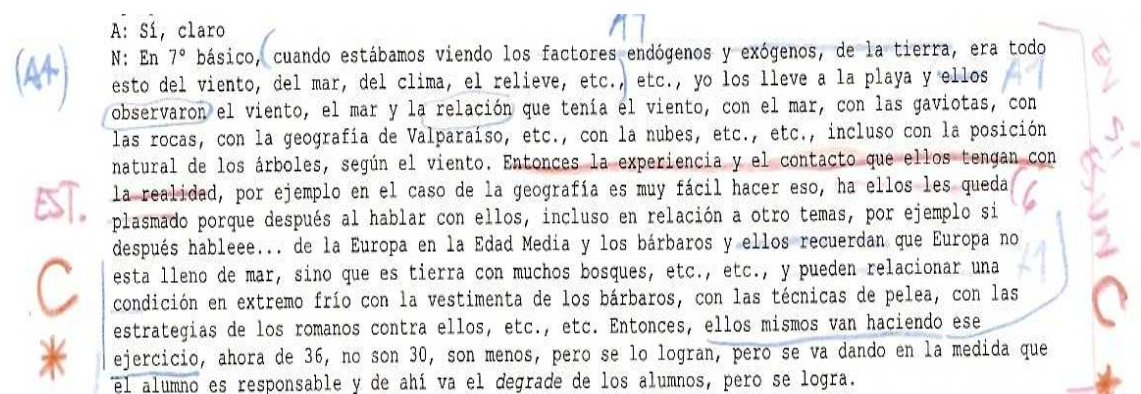 A: Sí, claro
A1
N: En 7° básico, cuando estábamos viendo los factores endógenos y exógenos, de la tierra, era todo
(A4)
esto del viento, del mar, del clima, el relieve, etc., etc., yo los lleve a la playa y ellos
A1
observaron el viento, el mar y la relación que tenía el viento, con el mar, con las gaviotas, con
las rocas, con la geografía de Valparaíso, etc., con la nubes, etc., etc., incluso con la posición
natural de los árboles, según el viento. Entonces la experiencia y el contacto que ellos tengan con
la realidad, por ejemplo en el caso de la geografía es muy fácil hacer eso, ha ellos les queda
EST.
plasmado porque después al hablar con ellos, incluso en relación a otro temas, por ejemplo si
después hableee... de la Europa en la Edad Media y los bárbaros y ellos recuerdan que Europa no
esta lleno de mar, sino que es tierra con muchos bosques, etc., etc., y pueden relacionar una
A1
C
condición en extremo frío con la vestimenta de los bárbaros, con las técnicas de pelea, con las
C
estrategias de los romanos contra ellos, etc., etc. Entonces, ellos mismos van haciendo ese
*
ejercicio, ahora de 36, no son 30, son menos, pero se lo logran, pero se va dando en la medida que
el alumno es responsable y de ahí va el degrade de los alumnos, pero se logra.
*